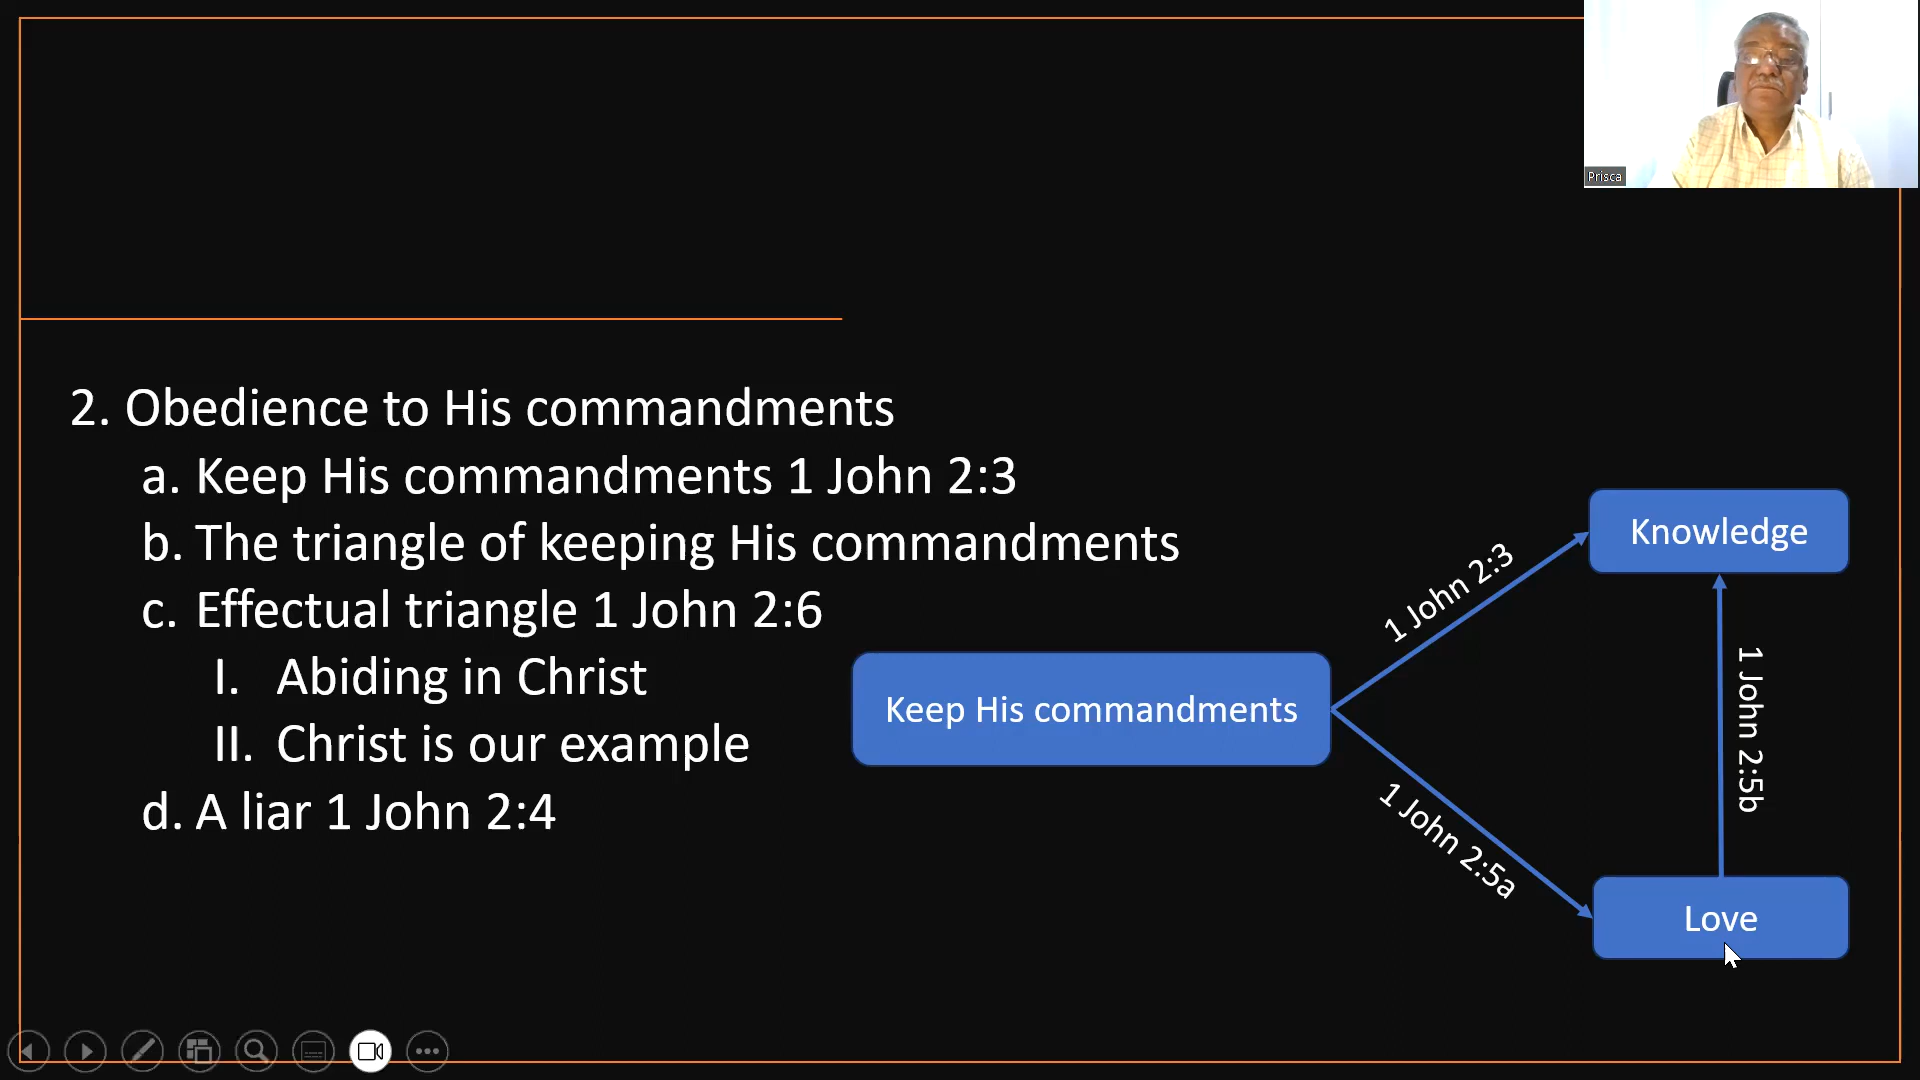 Prisca
2. Obedience to His commandments
a. Keep His commandments 1 John 2:3
b. The triangle of keeping His commandments
c. Effectual triangle 1 John 2:6
I. Abiding in Christ
II. Christ is our example
d. A liar 1 John 2:4
Knowledge
1 John 2:3
Keep His commandments
1 John 2:5b
1 John 2:5a
Love